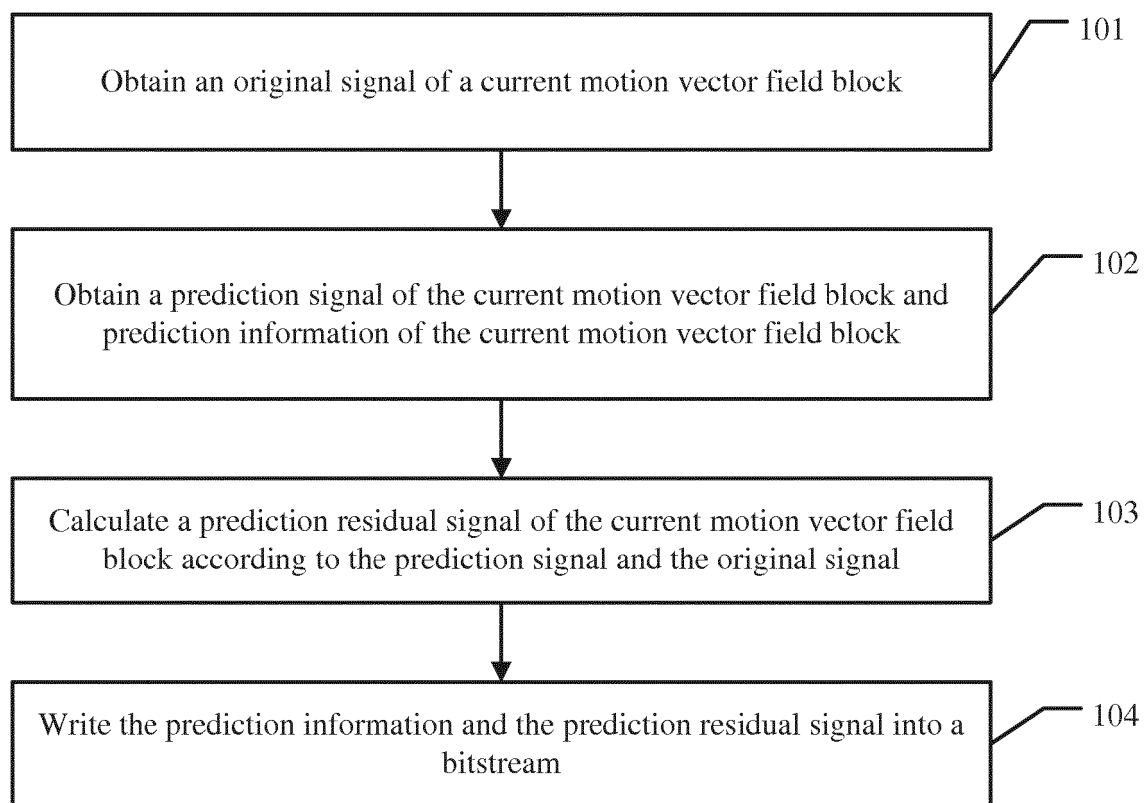 101
Obtain an original signal of a current motion vector field block
102
Obtain a prediction signal of the current motion vector field block and
prediction information of the current motion vector field block
103
Calculate a prediction residual signal of the current motion vector field
block according to the prediction signal and the original signal
104
Write the prediction information and the prediction residual signal into a
bitstream